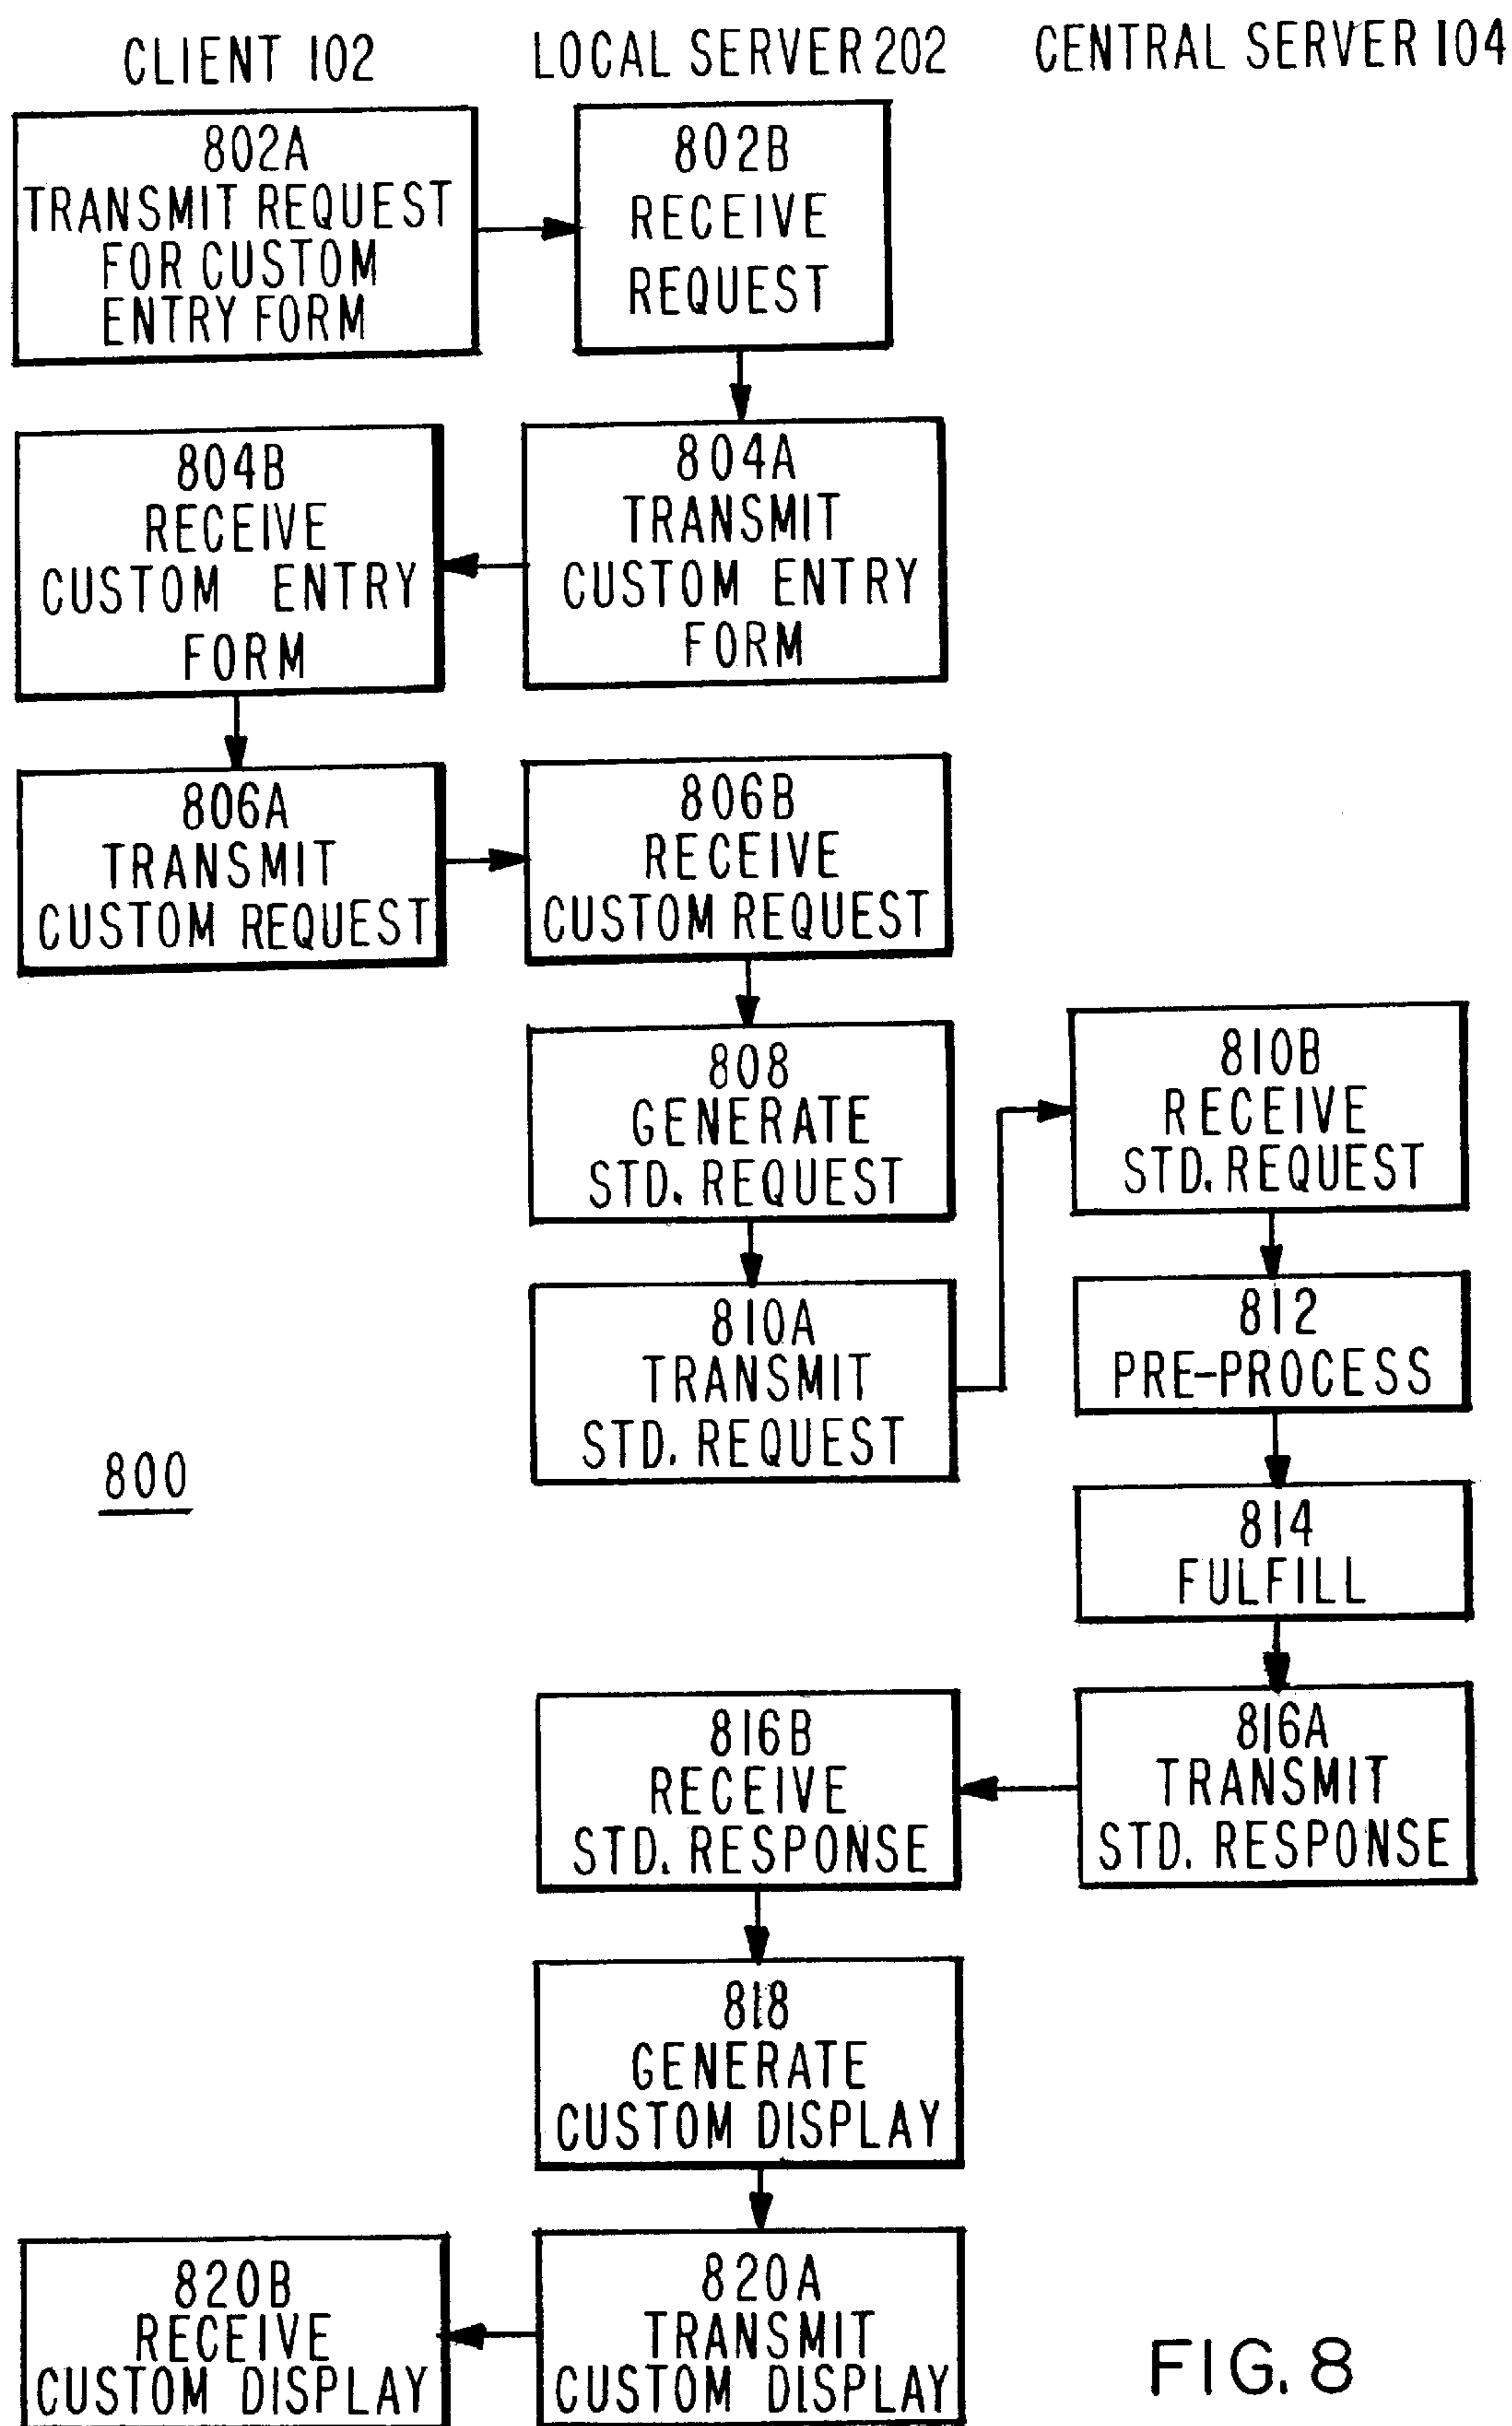 CLIENT 102
LOCAL SERVER 202
CENTRAL SERVER 104
802A
TRANSMIT REQUEST
FOR CUSTOM
ENTRY FORM
802B
RECEIVE
REQUEST
804B
RECEIVE
CUSTOM ENTRY
FORM
804A
TRANSMIT
CUSTOM ENTRY
FORM
806A
TRANSMIT
CUSTOM REQUEST
806B
RECEIVE
CUSTOM REQUEST
808
GENERATE
STD. REQUEST
810B
RECEIVE
STD. REQUEST
810A
TRANSMIT
STD. REQUEST
812
PRE-PROCESS
800
814
FULFILL
816B
RECEIVE
STD. RESPONSE
816A
TRANSMIT
STD. RESPONSE
818
GENERATE
CUSTOM DISPLAY
820B
RECEIVE
CUSTOM DISPLAY
820A
TRANSMIT
CUSTOM DISPLAY
FIG. 8